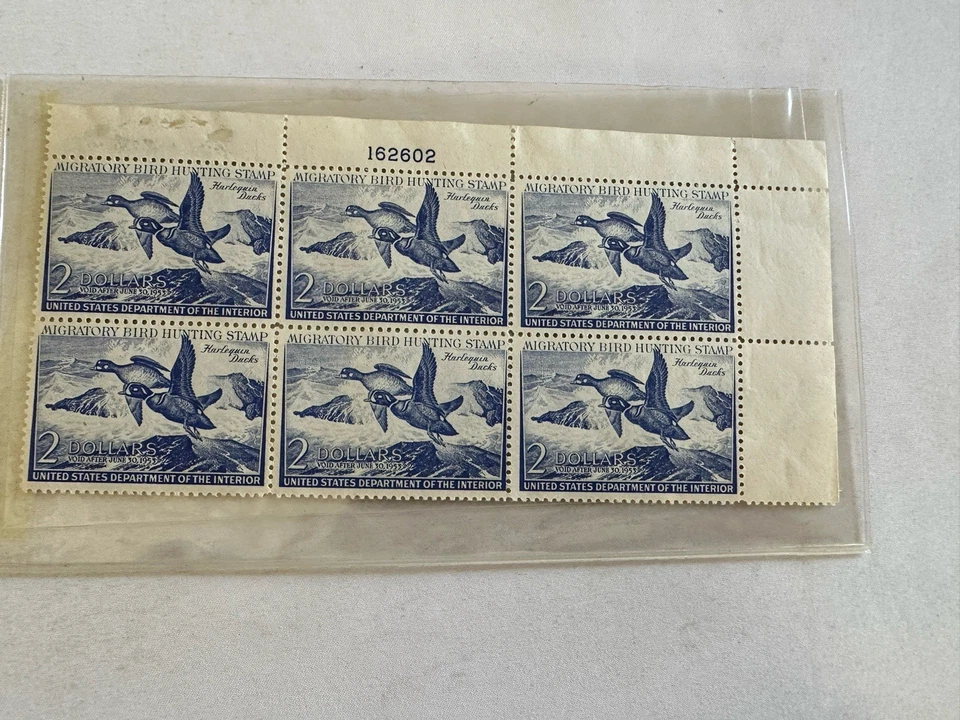 162602
MIGRATORY BIRD HUNTING STAMP
Harlequin
Ducks
2 DOLLARS
VOID AFTER JUNE 30, 1953
UNITED STATES DEPARTMENT OF THE INTERIOR
MIGRATORY BIRD HUNTING STAMP
Harlequin
Ducks
2 DOLLARS
VOID AFTER JUNE 30, 1953
UNITED STATES DEPARTMENT OF THE INTERIOR
MIGRATORY BIRD HUNTING STAMP
Harlequin
Ducks
2 DOLLARS
VOID AFTER JUNE 30, 1953
UNITED STATES DEPARTMENT OF THE INTERIOR
MIGRATORY BIRD HUNTING STAMP
Harlequin
Ducks
2 DOLLARS
VOID AFTER JUNE 30, 1953
UNITED STATES DEPARTMENT OF THE INTERIOR
MIGRATORY BIRD HUNTING STAMP
Harlequin
Ducks
2 DOLLARS
VOID AFTER JUNE 30, 1953
UNITED STATES DEPARTMENT OF THE INTERIOR
MIGRATORY BIRD HUNTING STAMP
Harlequin
Ducks
2 DOLLARS
VOID AFTER JUNE 30, 1953
UNITED STATES DEPARTMENT OF THE INTERIOR